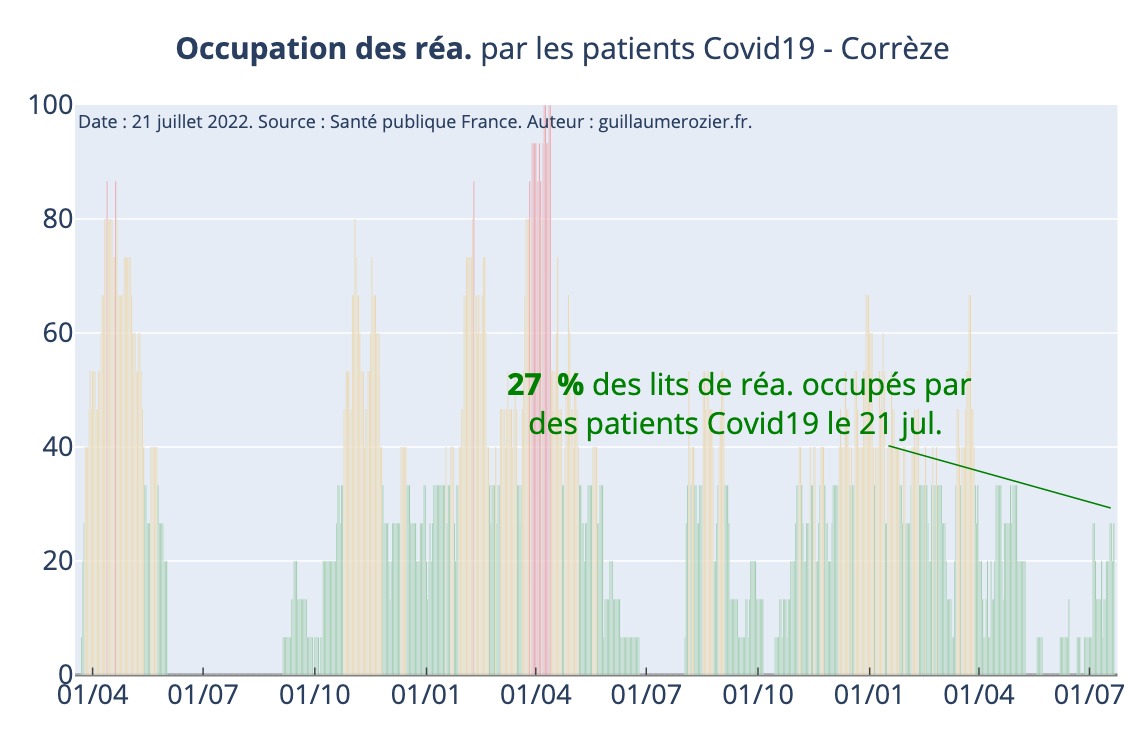 Occupation des réa. par les patients Covid19 - Corrèze
100
Date : 21 juillet 2022. Source : Santé publique France. Auteur : guillaumerozier.fr.
80
60
27 % des lits de réa. occupés par
des patients Covid19 le 21 jul.
40
20
0
01/04 01/07 01/10 01/01 01/04 01/07 01/10 01/01 01/04 01/07